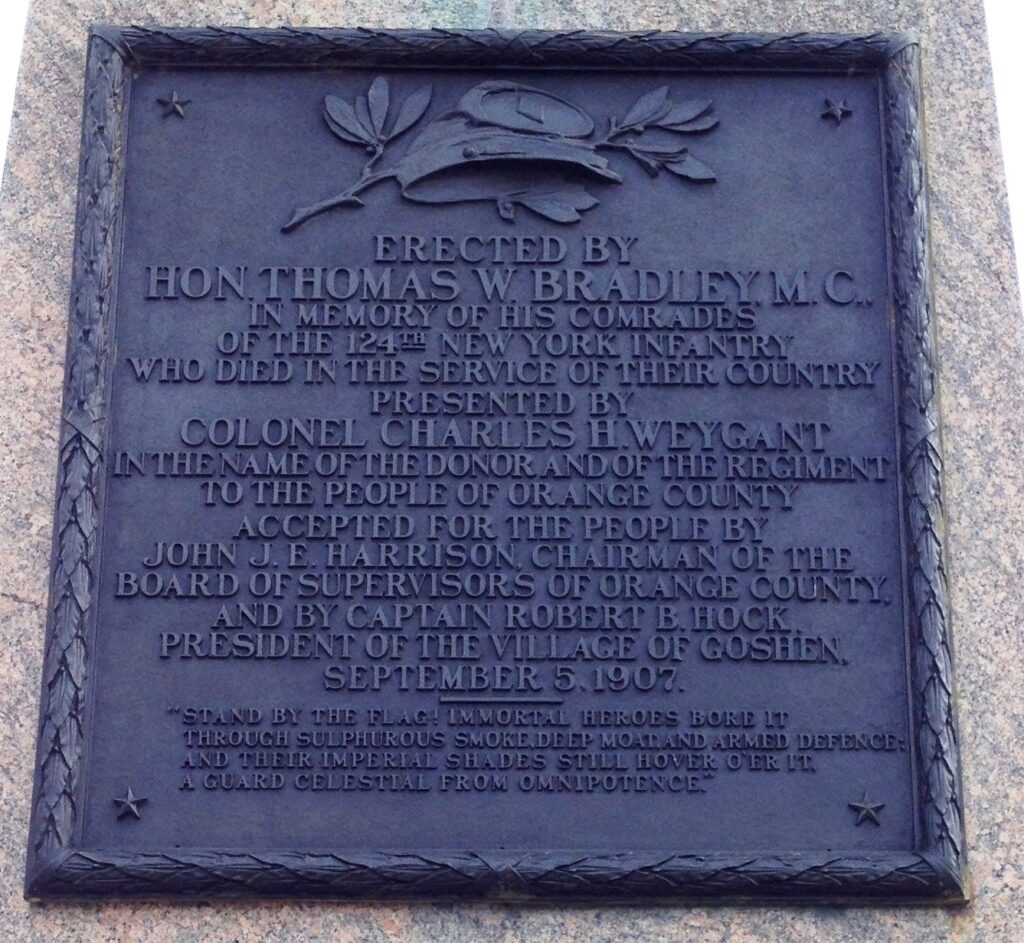 ERECTED BY
HON. THOMAS W. BRADLEY, M. C.,
IN MEMORY OF HIS COMRADES
OF THE 124TH NEW YORK INFANTRY
WHO DIED IN THE SERVICE OF THEIR COUNTRY
PRESENTED BY
COLONEL CHARLES H. WEYGANT
IN THE NAME OF THE DONOR AND OF THE REGIMENT
TO THE PEOPLE OF ORANGE COUNTY
ACCEPTED FOR THE PEOPLE BY
JOHN J. E. HARRISON, CHAIRMAN OF THE
BOARD OF SUPERVISORS OF ORANGE COUNTY,
AND BY CAPTAIN ROBERT B. HOCK,
PRESIDENT OF THE VILLAGE OF GOSHEN,
SEPTEMBER 5, 1907.
"STAND BY THE FLAG! IMMORTAL HEROES BORE IT
THROUGH SULPHUROUS SMOKE, DEEP MOAT, AND ARMED DEFENCE;
AND THEIR IMPERIAL SHADES STILL HOVER O'ER IT,
A GUARD CELESTIAL FROM OMNIPOTENCE."